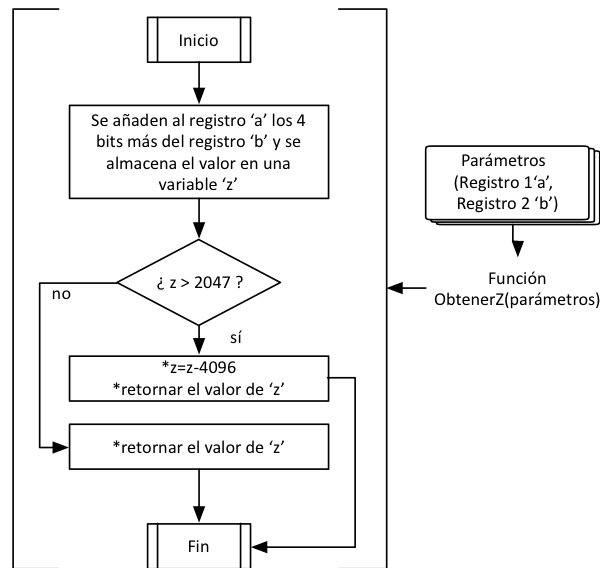 Inicio
Se añaden al registro ‘a’ los 4
bits más del registro ‘b’ y se
almacena el valor en una
variable ‘z’
¿ z > 2047 ?
no
sí
*z=z-4096
*retornar el valor de ‘z’
*retornar el valor de ‘z’
Fin
Parámetros
(Registro 1‘a’,
Registro 2 ‘b’)
Función
ObtenerZ(parámetros)